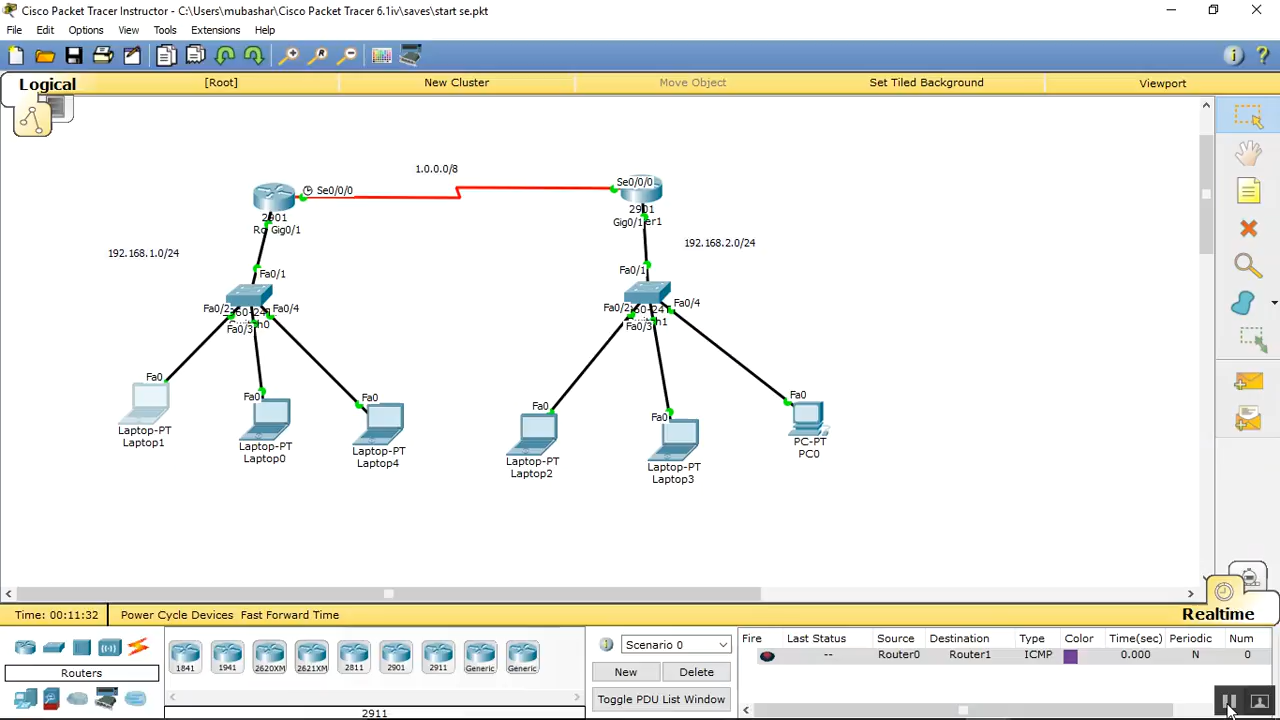 Cisco Packet Tracer Instructor - C:\Users\mubashar\Cisco Packet Tracer 6.1iv\saves\start se.pkt
File Edit Options View Tools Extensions Help
Logical [Root] New Cluster Move Object Set Tiled Background Viewport
1.0.0.0/8
Se0/0/0 Se0/0/0
2901 2901
Gig0/1 Gig0/1
192.168.1.0/24 192.168.2.0/24
Fa0/1 Fa0/1
Fa0/2 Fa0/4 Fa0/2 Fa0/4
Fa0/3 Fa0/3
Fa0 Fa0 Fa0 Fa0 Fa0 Fa0
Laptop-PT
Laptop1
Laptop-PT
Laptop0
Laptop-PT
Laptop4
Laptop-PT
Laptop2
Laptop-PT
Laptop3
PC-PT
PC0
Time: 00:11:32 Power Cycle Devices Fast Forward Time Realtime
Routers
1841 1941 2620XM 2621XM 2811 2901 2911 Generic Generic
2911
Scenario 0
New Delete
Toggle PDU List Window
Fire Last Status Source Destination Type Color Time(sec) Periodic Num
-- Router0 Router1 ICMP 0.000 N 0